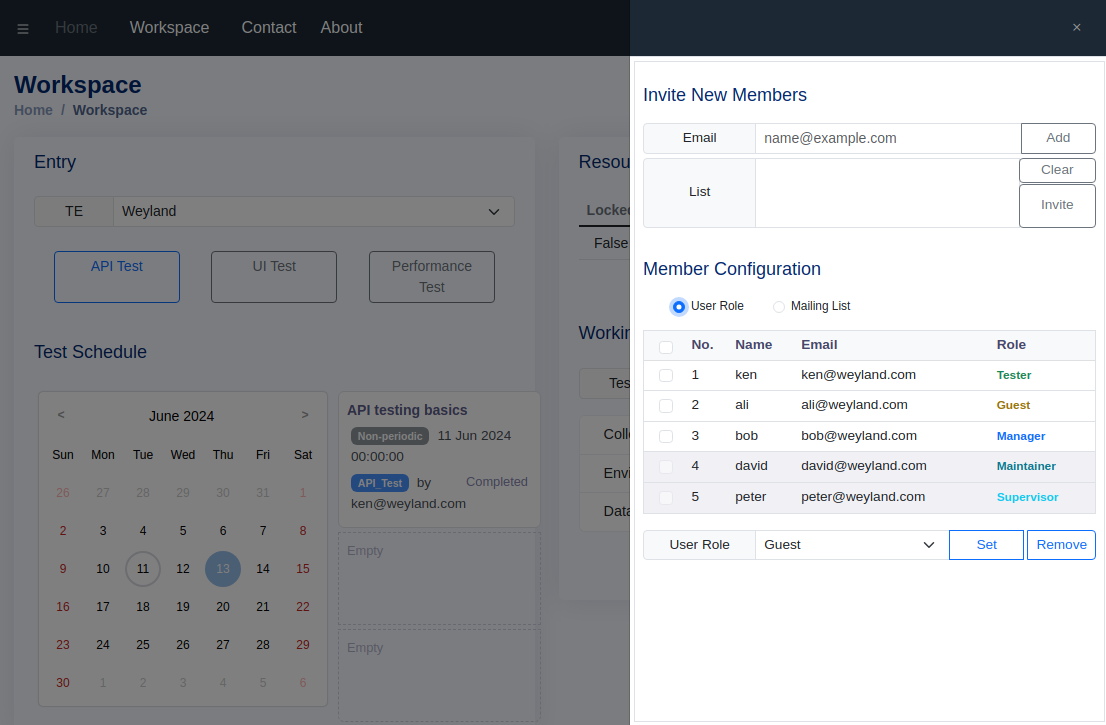 ☰ Home Workspace Contact About ×
Workspace
Home / Workspace
Entry
TE Weyland
API Test UI Test Performance Test
Test Schedule
< June 2024 >
Sun Mon Tue Wed Thu Fri Sat
26 27 28 29 30 31 1
2 3 4 5 6 7 8
9 10 11 12 13 14 15
16 17 18 19 20 21 22
23 24 25 26 27 28 29
30 1 2 3 4 5 6
API testing basics
Non-periodic 11 Jun 2024
00:00:00
API_Test by Completed
ken@weyland.com
Empty
Empty
Resou
Locke
False
Workin
Tes
Colle
Envi
Data
Invite New Members
Email name@example.com Add
List Clear
Invite
Member Configuration
User Role Mailing List
No. Name Email Role
1 ken ken@weyland.com Tester
2 ali ali@weyland.com Guest
3 bob bob@weyland.com Manager
4 david david@weyland.com Maintainer
5 peter peter@weyland.com Supervisor
User Role Guest Set Remove